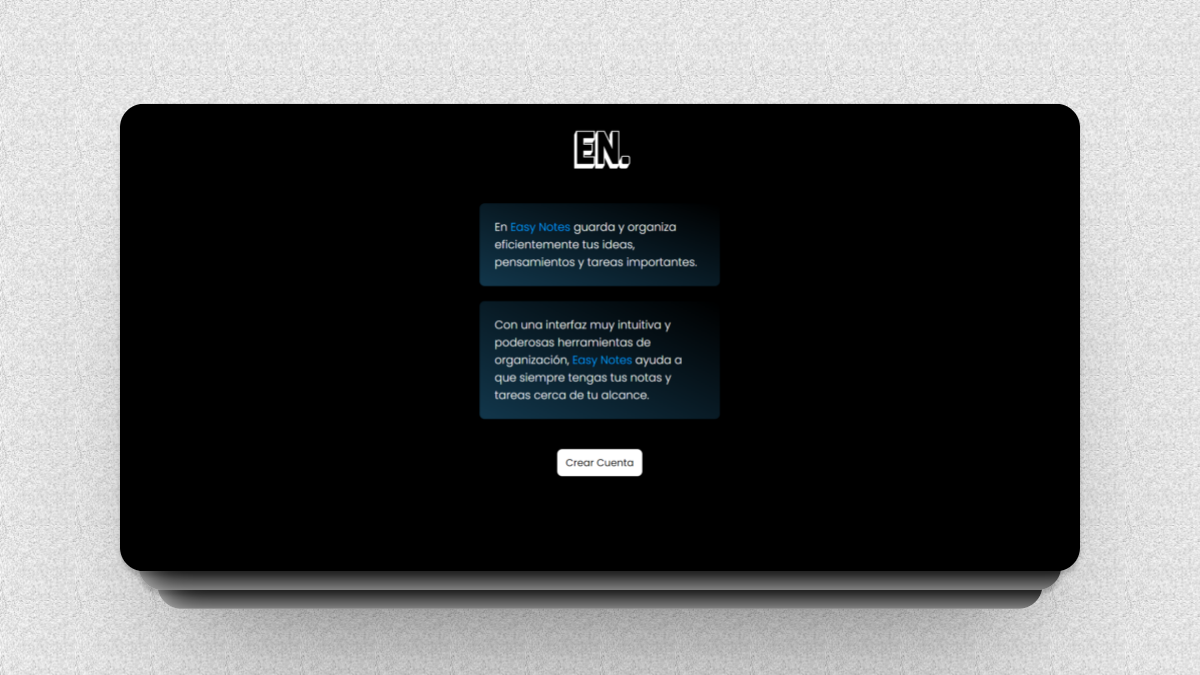 EN.
En Easy Notes guarda y organiza
eficientemente tus ideas,
pensamientos y tareas importantes.
Con una interfaz muy intuitiva y
poderosas herramientas de
organización, Easy Notes ayuda a
que siempre tengas tus notas y
tareas cerca de tu alcance.
Crear Cuenta